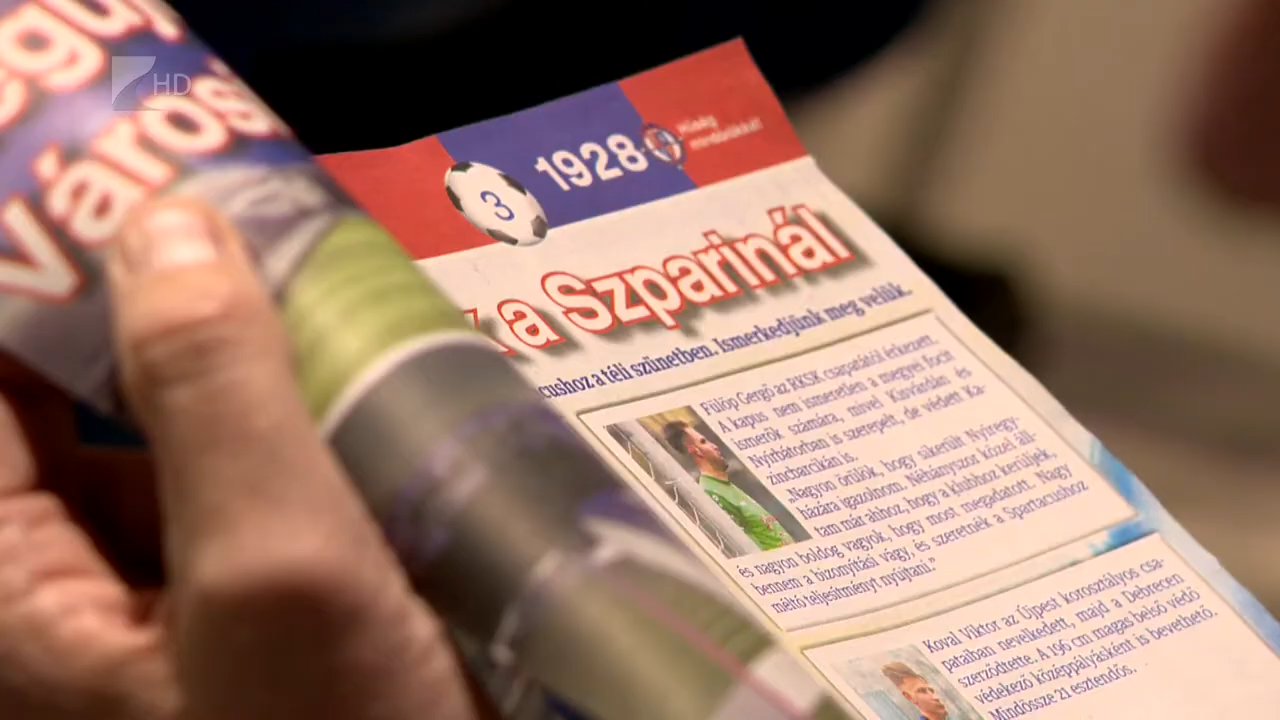 HD
város
3
1928
Mindig
mindenkivel!
a Szparinál
cushoz a téli szünetben. Ismerkedjünk meg velük.
Fülöp Gergő az RKSK csapatától érkezett.
A kapus nem ismeretlen a megyei focit
ismerők számára, mivel Kisvárdán és
Nyírbátorban is szerepelt, de védett Ka-
zincbarcikán is.
„Nagyon örülök, hogy sikerült Nyíregy-
házára igazolnom. Néhányszor közel áll-
tam már ahhoz, hogy a klubhoz kerüljek,
és nagyon boldog vagyok, hogy most megadatott. Nagy
bennem a bizonyítási vágy, és szeretnék a Spartacushoz
méltó teljesítményt nyújtani.”
Koval Viktor az Újpest korosztályos csa-
pataiban nevelkedett, majd a Debrecen
szerződtette. A 196 cm magas belső védő
védekező középpályásként is bevethető.
Mindössze 21 esztendős.